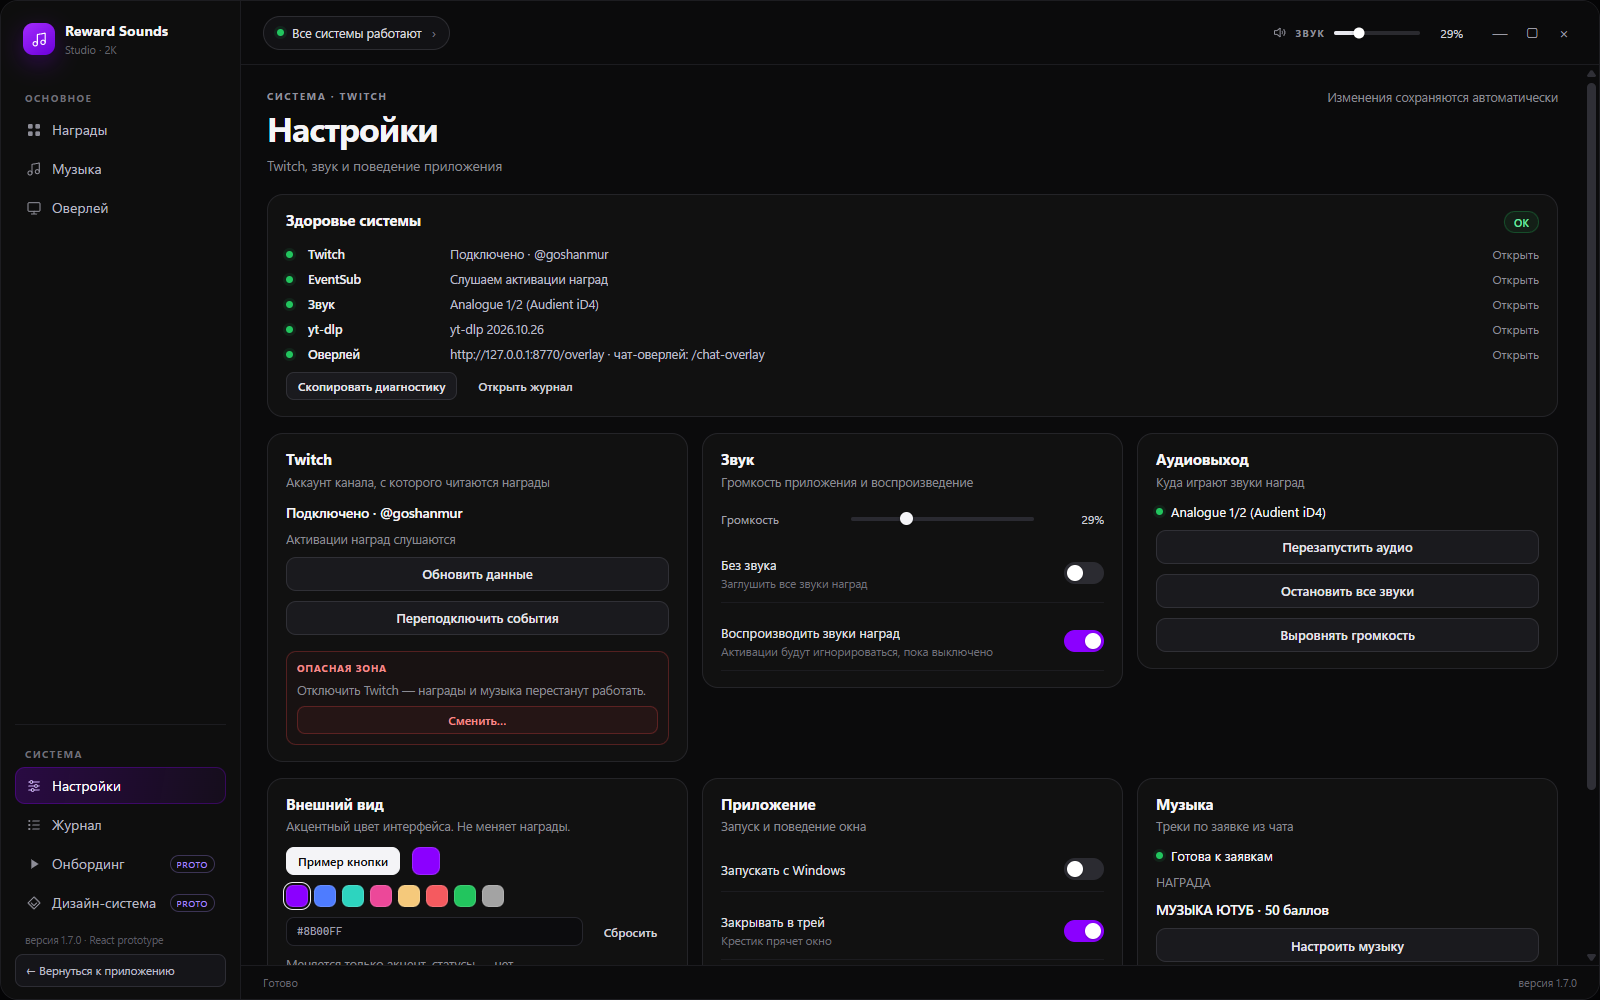 Reward Sounds
Studio · 2K
ОСНОВНОЕ
Награды
Музыка
Оверлей
СИСТЕМА
Настройки
Журнал
Онбординг PROTO
Дизайн-система PROTO
версия 1.7.0 · React prototype
← Вернуться к приложению
Все системы работают ›
ЗВУК 29%
СИСТЕМА · TWITCH
Изменения сохраняются автоматически
Настройки
Twitch, звук и поведение приложения
Здоровье системы
OK
Twitch Подключено · @goshanmur Открыть
EventSub Слушаем активации наград Открыть
Звук Analogue 1/2 (Audient iD4) Открыть
yt-dlp yt-dlp 2026.10.26 Открыть
Оверлей http://127.0.0.1:8770/overlay · чат-оверлей: /chat-overlay Открыть
Скопировать диагностику Открыть журнал
Twitch
Аккаунт канала, с которого читаются награды
Подключено · @goshanmur
Активации наград слушаются
Обновить данные
Переподключить события
ОПАСНАЯ ЗОНА
Отключить Twitch — награды и музыка перестанут работать.
Сменить...
Звук
Громкость приложения и воспроизведение
Громкость 29%
Без звука
Заглушить все звуки наград
Воспроизводить звуки наград
Активации будут игнорироваться, пока выключено
Аудиовыход
Куда играют звуки наград
Analogue 1/2 (Audient iD4)
Перезапустить аудио
Остановить все звуки
Выровнять громкость
Внешний вид
Акцентный цвет интерфейса. Не меняет награды.
Пример кнопки
#8B00FF Сбросить
Меняется только акцент, статусы — нет.
Приложение
Запуск и поведение окна
Запускать с Windows
Закрывать в трей
Крестик прячет окно
Музыка
Треки по заявке из чата
Готова к заявкам
НАГРАДА
МУЗЫКА ЮТУБ · 50 баллов
Настроить музыку
Готово
версия 1.7.0